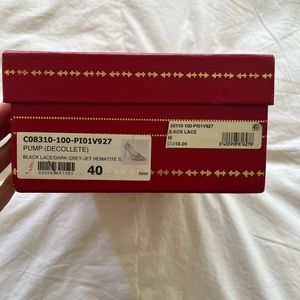 C08310-100-PI01V927
PUMP (DECOLLETE)
BLACK LACE/DARK GREY-JET HEMATITE S
40
08310-100-PI01V927
BLACK LACE